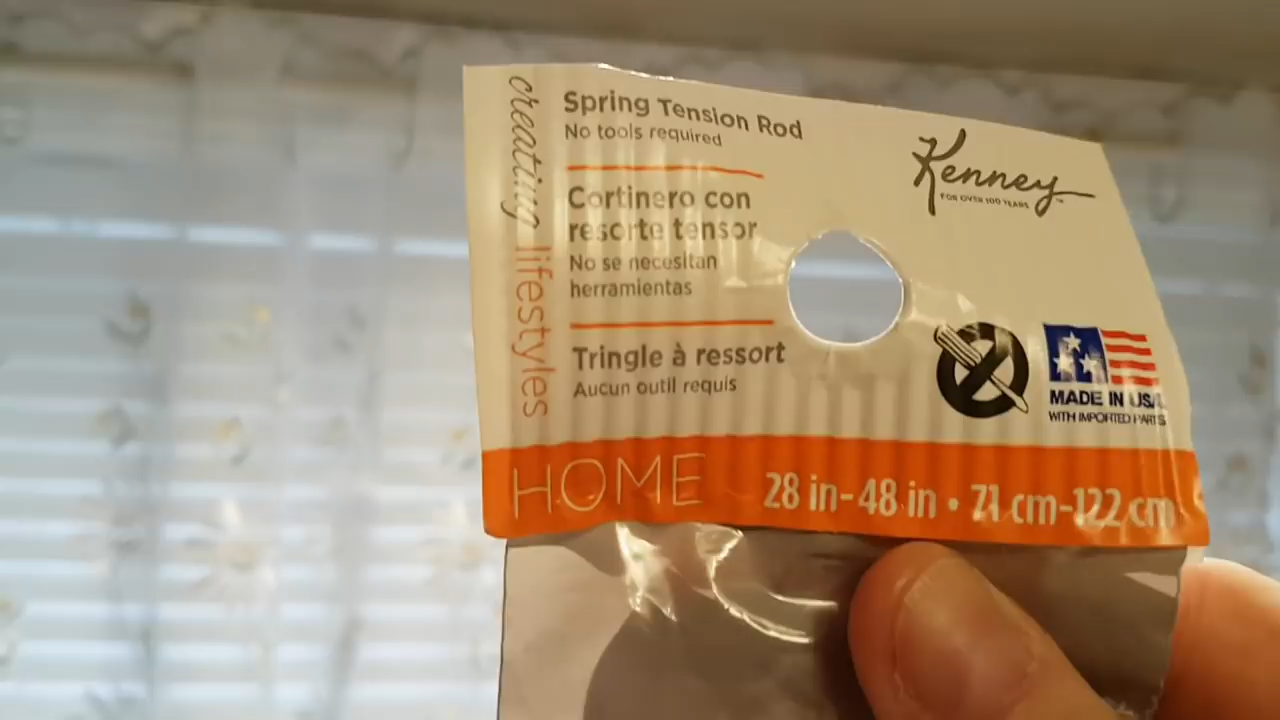 creating lifestyles
Spring Tension Rod
No tools required
Cortinero con
resorte tensor
No se necesitan
herramientas
Tringle à ressort
Aucun outil requis
Kenney
FOR OVER 100 YEARS
MADE IN USA
WITH IMPORTED PARTS
HOME
28 in-48 in • 71 cm-122 cm